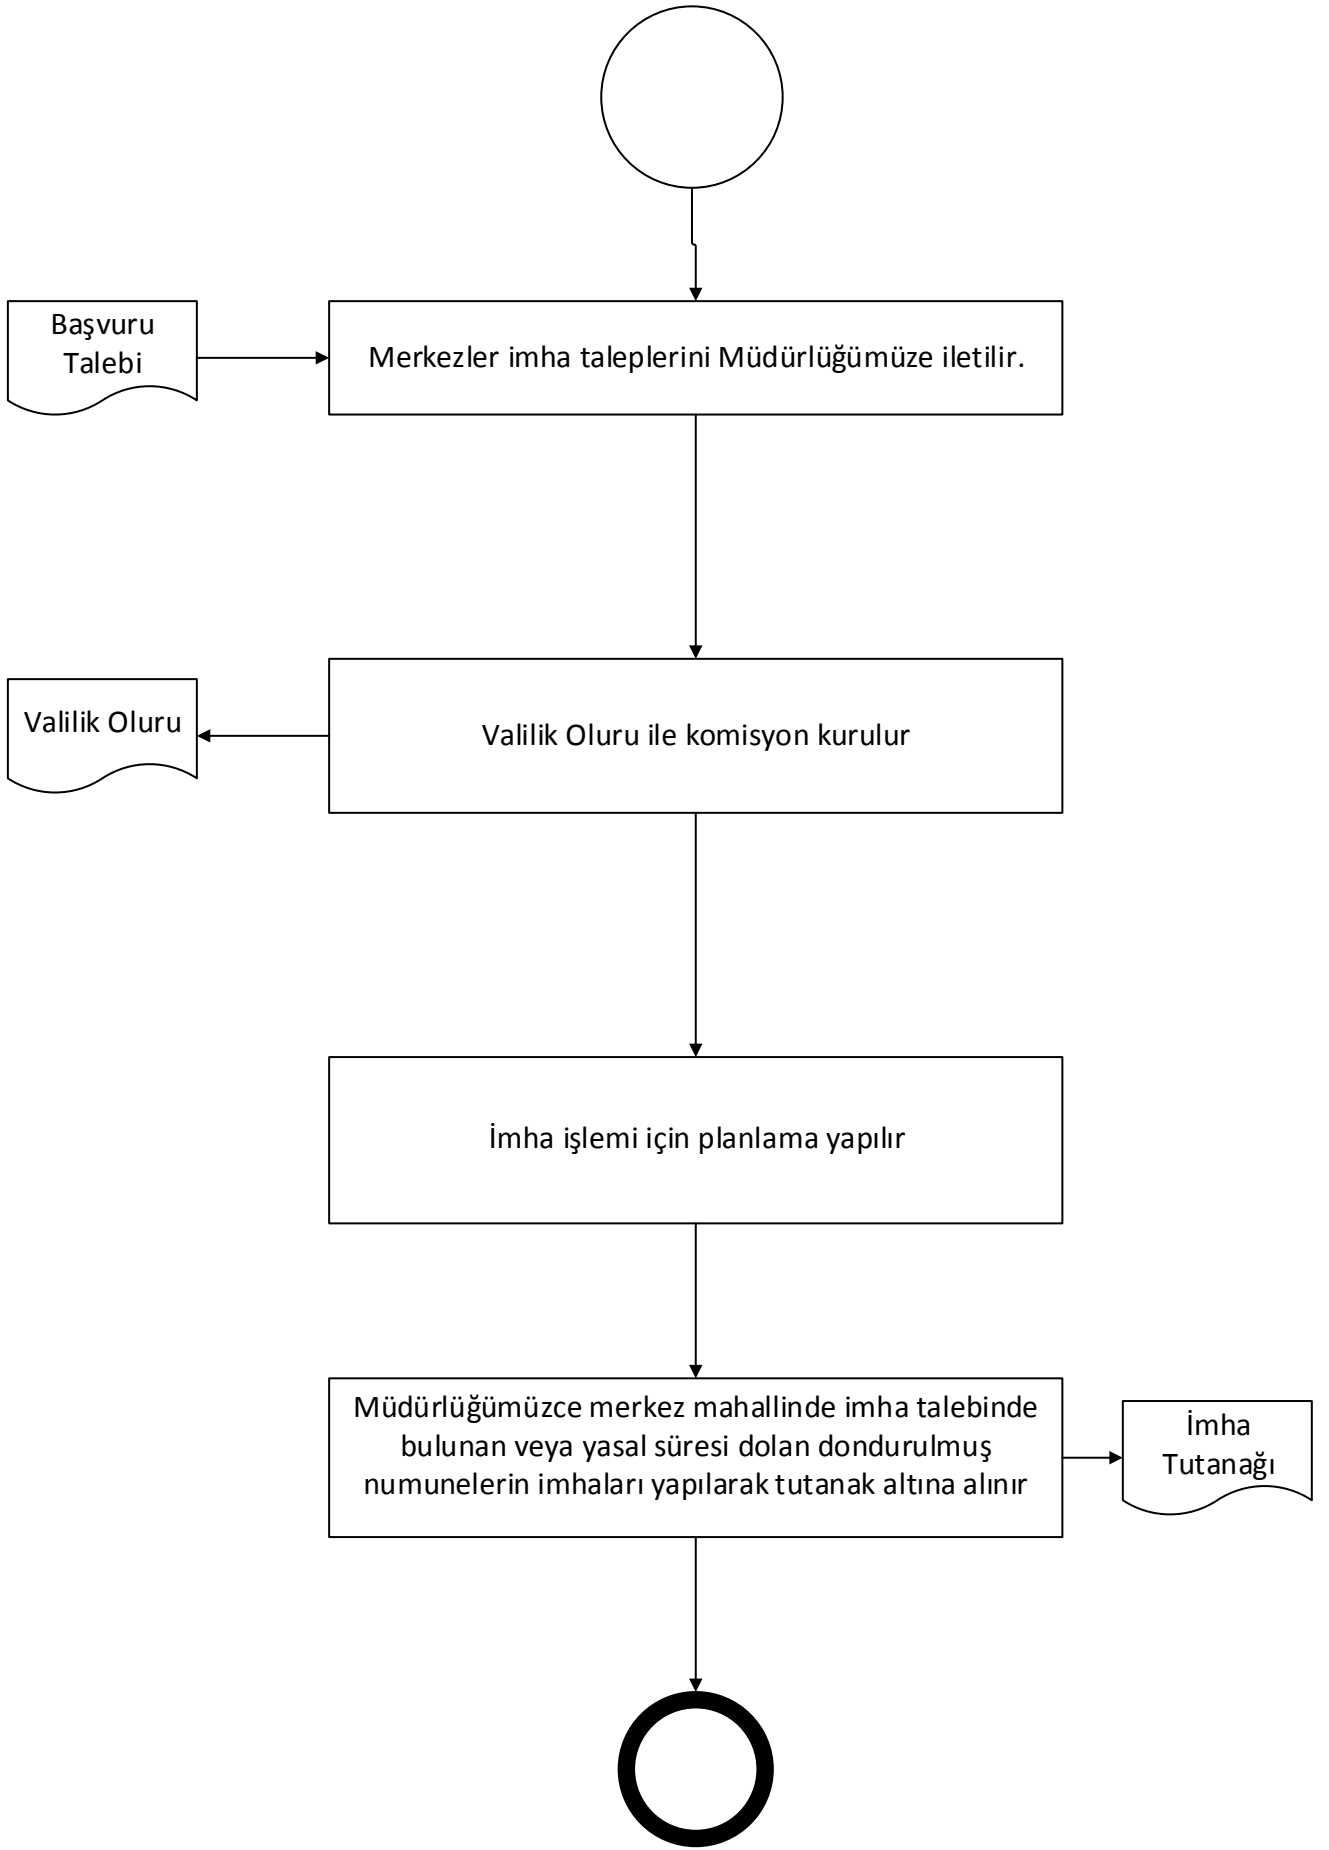 Başvuru
Talebi
Merkezler imha taleplerini Müdürlüğümüze iletilir.
Valilik Oluru
Valilik Oluru ile komisyon kurulur
İmha işlemi için planlama yapılır
Müdürlüğümüzce merkez mahallinde imha talebinde
bulunan veya yasal süresi dolan dondurulmuş
numunelerin imhaları yapılarak tutanak altına alınır
İmha
Tutanağı